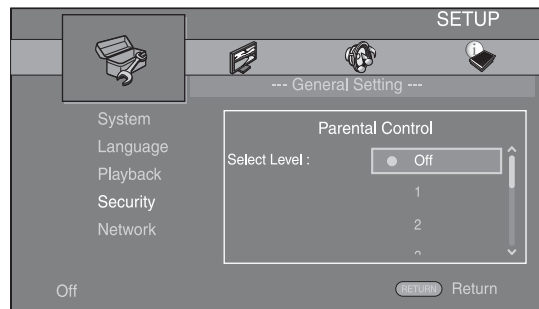 SETUP
--- General Setting ---
System
Language
Playback
Security
Network
Parental Control
Select Level :
Off
1
2
Off
RETURN Return